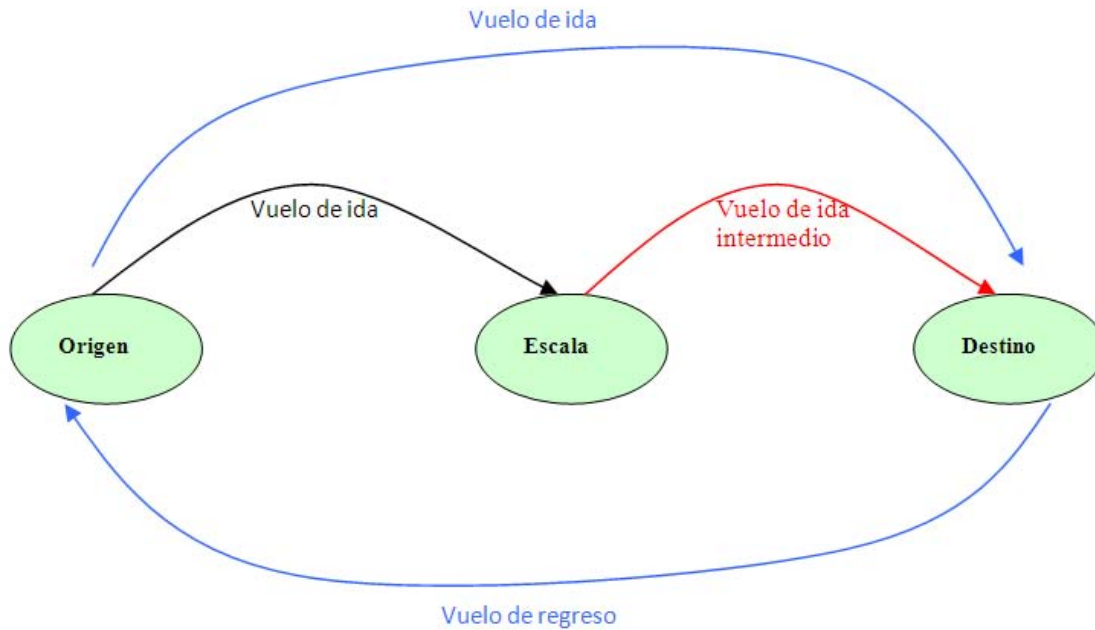 Vuelo de ida
Vuelo de ida
Vuelo de ida
intermedio
Origen
Escala
Destino
Vuelo de regreso